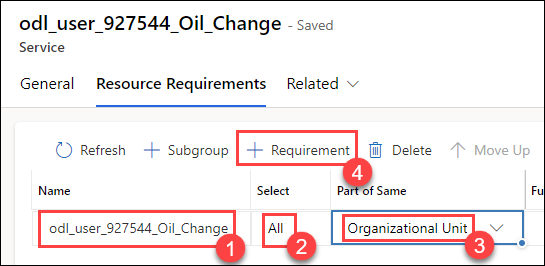 odl_user_927544_Oil_Change - Saved
Service
General Resource Requirements Related
Refresh + Subgroup + Requirement Delete Move Up
4
Name Select Part of Same Fu
odl_user_927544_Oil_Change All Organizational Unit
1 2 3